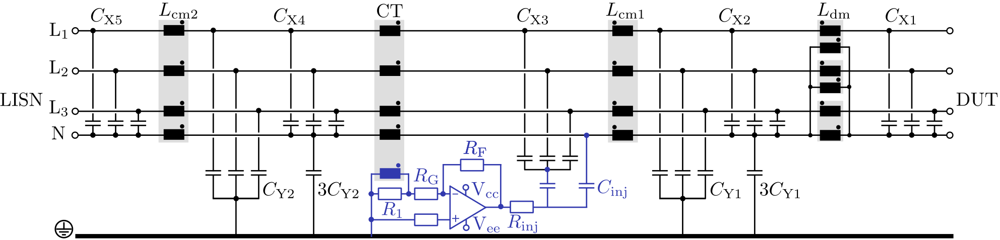 C_X5 L_cm2 C_X4 CT C_X3 L_cm1 C_X2 L_dm C_X1
L_1
L_2
LISN L_3 DUT
N
R_F
R_G V_cc C_inj
C_Y2 3C_Y2 − C_Y1 3C_Y1
R_1 + V_ee R_inj